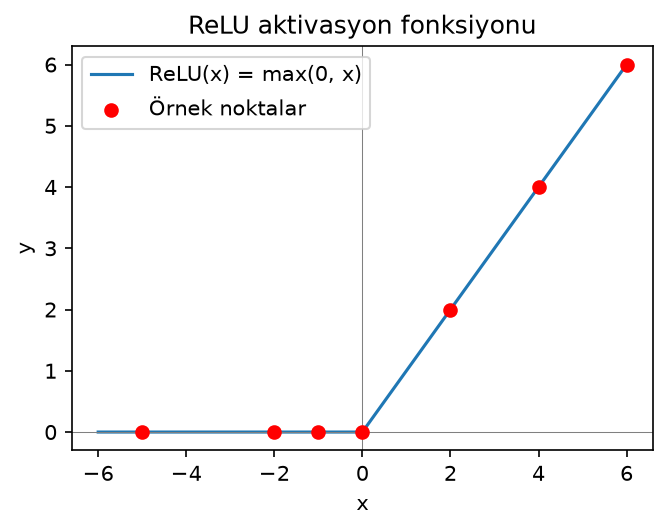 ReLU aktivasyon fonksiyonu
ReLU(x) = max(0, x)
Örnek noktalar
6
5
4
3
2
1
0
y
−6
−4
−2
0
2
4
6
x